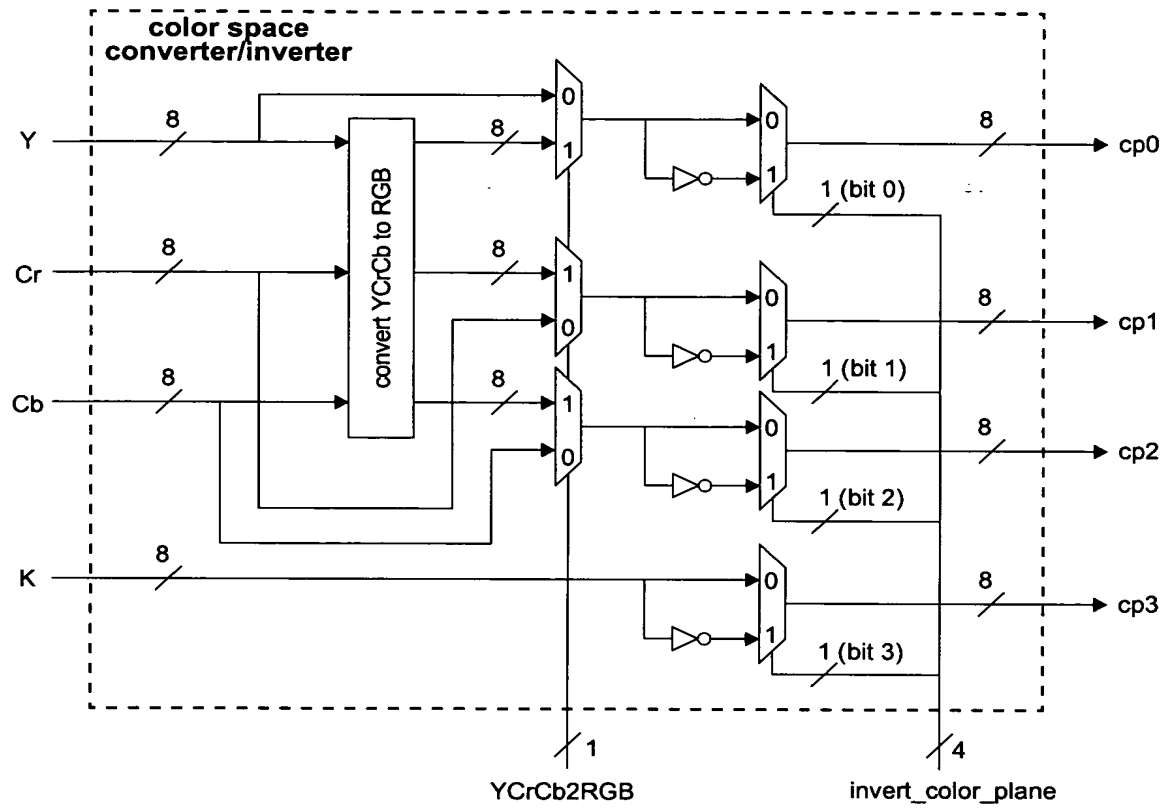 color space
converter/inverter
Y
8
0
8
1
0
1
8
cp0
1 (bit 0)
convert YCrCb to RGB
Cr
8
8
1
0
0
1
8
cp1
1 (bit 1)
Cb
8
8
1
0
0
1
8
cp2
1 (bit 2)
K
8
0
1
8
cp3
1 (bit 3)
1
4
YCrCb2RGB
invert_color_plane